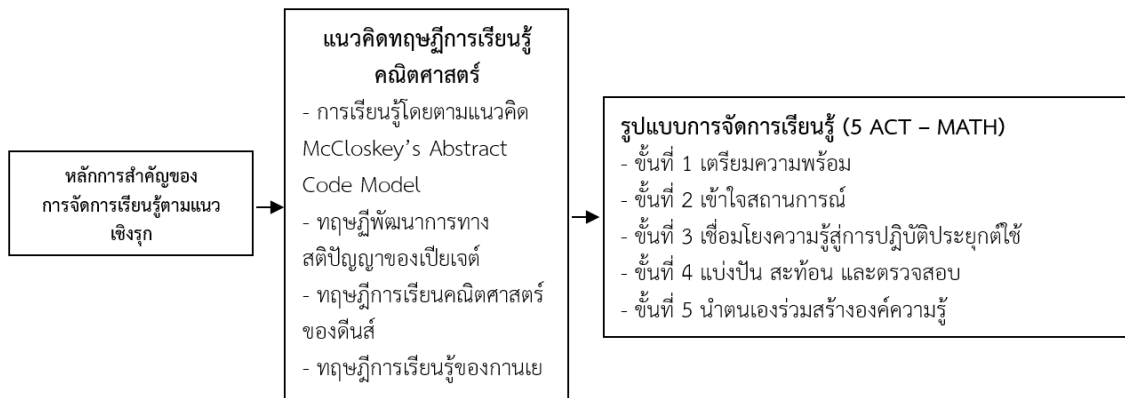 หลักการสำคัญของ
การจัดการเรียนรู้ตามแนว
เชิงรุก
แนวคิดทฤษฏีการเรียนรู้
คณิตศาสตร์
- การเรียนรู้โดยตามแนวคิด
McCloskey's Abstract
Code Model
- ทฤษฏีพัฒนาการทาง
สติปัญญาของเปียเจต์
- ทฤษฎีการเรียนคณิตศาสตร์
ของดีนส์
- ทฤษฎีการเรียนรู้ของกานเย
รูปแบบการจัดการเรียนรู้ (5 ACT – MATH)
- ขั้นที่ 1 เตรียมความพร้อม
- ขั้นที่ 2 เข้าใจสถานการณ์
- ขั้นที่ 3 เชื่อมโยงความรู้สู่การปฏิบัติประยุกต์ใช้
- ขั้นที่ 4 แบ่งปัน สะท้อน และตรวจสอบ
- ขั้นที่ 5 นำตนเองร่วมสร้างองค์ความรู้